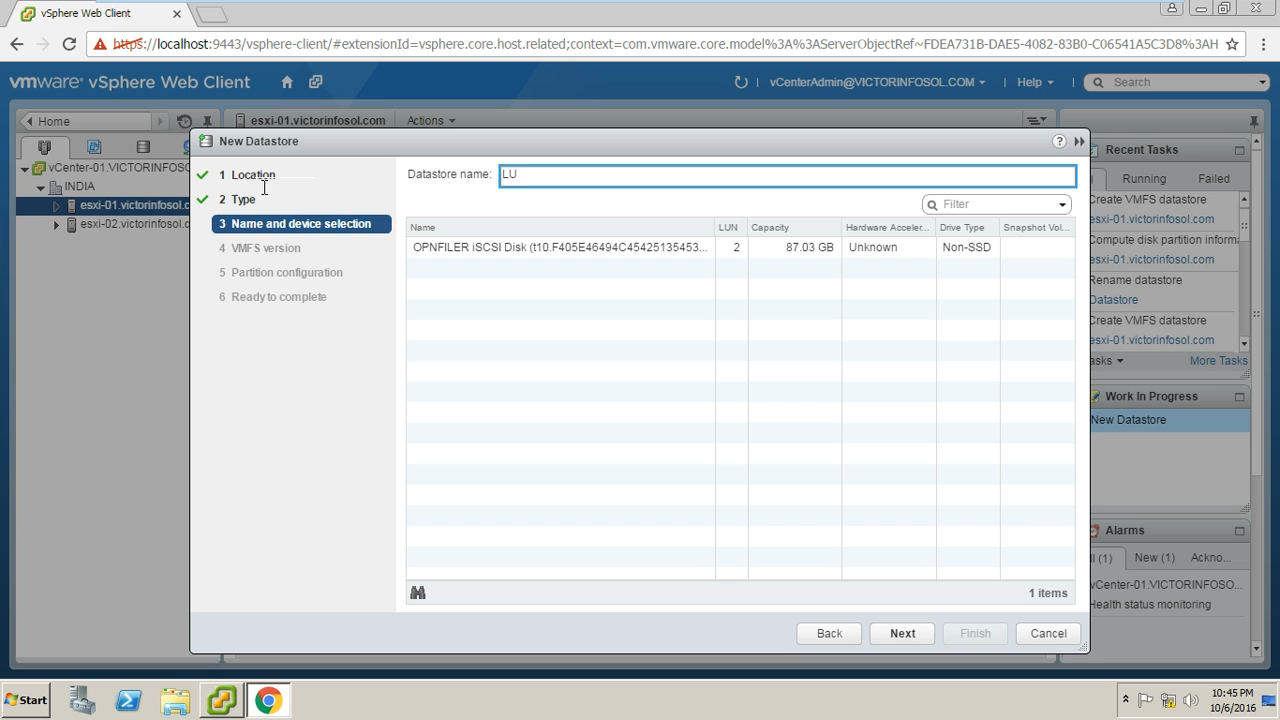 vSphere Web Client
https://localhost:9443/vsphere-client/#extensionId=vsphere.core.host.related;context=com.vmware.core.model%3A%3AServerObjectRef~FDEA731B-DAE5-4082-83B0-C06541A5C3D8%3AH
vmware® vSphere Web Client
vCenterAdmin@VICTORINFOSOL.COM
Help
Search
Home
esxi-01.victorinfosol.com
Actions
vCenter-01.VICTORINFOSO
INDIA
esxi-01.victorinfosol.c
esxi-02.victorinfosol.c
New Datastore
1 Location
2 Type
3 Name and device selection
4 VMFS version
5 Partition configuration
6 Ready to complete
Datastore name: LU
Filter
Name LUN Capacity Hardware Acceler... Drive Type Snapshot Vol...
OPNFILER iSCSI Disk (t10.F405E46494C45425135453... 2 87.03 GB Unknown Non-SSD
1 items
Back Next Finish Cancel
Recent Tasks
Running Failed
Create VMFS datastore
esxi-01.victorinfosol.com
Compute disk partition informa
esxi-01.victorinfosol.com
Rename datastore
Datastore
Create VMFS datastore
esxi-01.victorinfosol.com
asks More Tasks
Work In Progress
New Datastore
Alarms
ll (1) New (1) Ackno...
vCenter-01.VICTORINFOSO...
Health status monitoring
Start
10:45 PM
10/6/2016